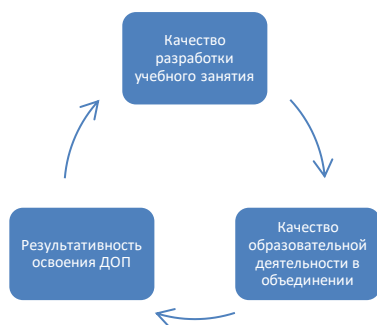 Качество
разработки
учебного занятия
Качество
образовательной
деятельности в
объединении
Результативность
освоения ДОП